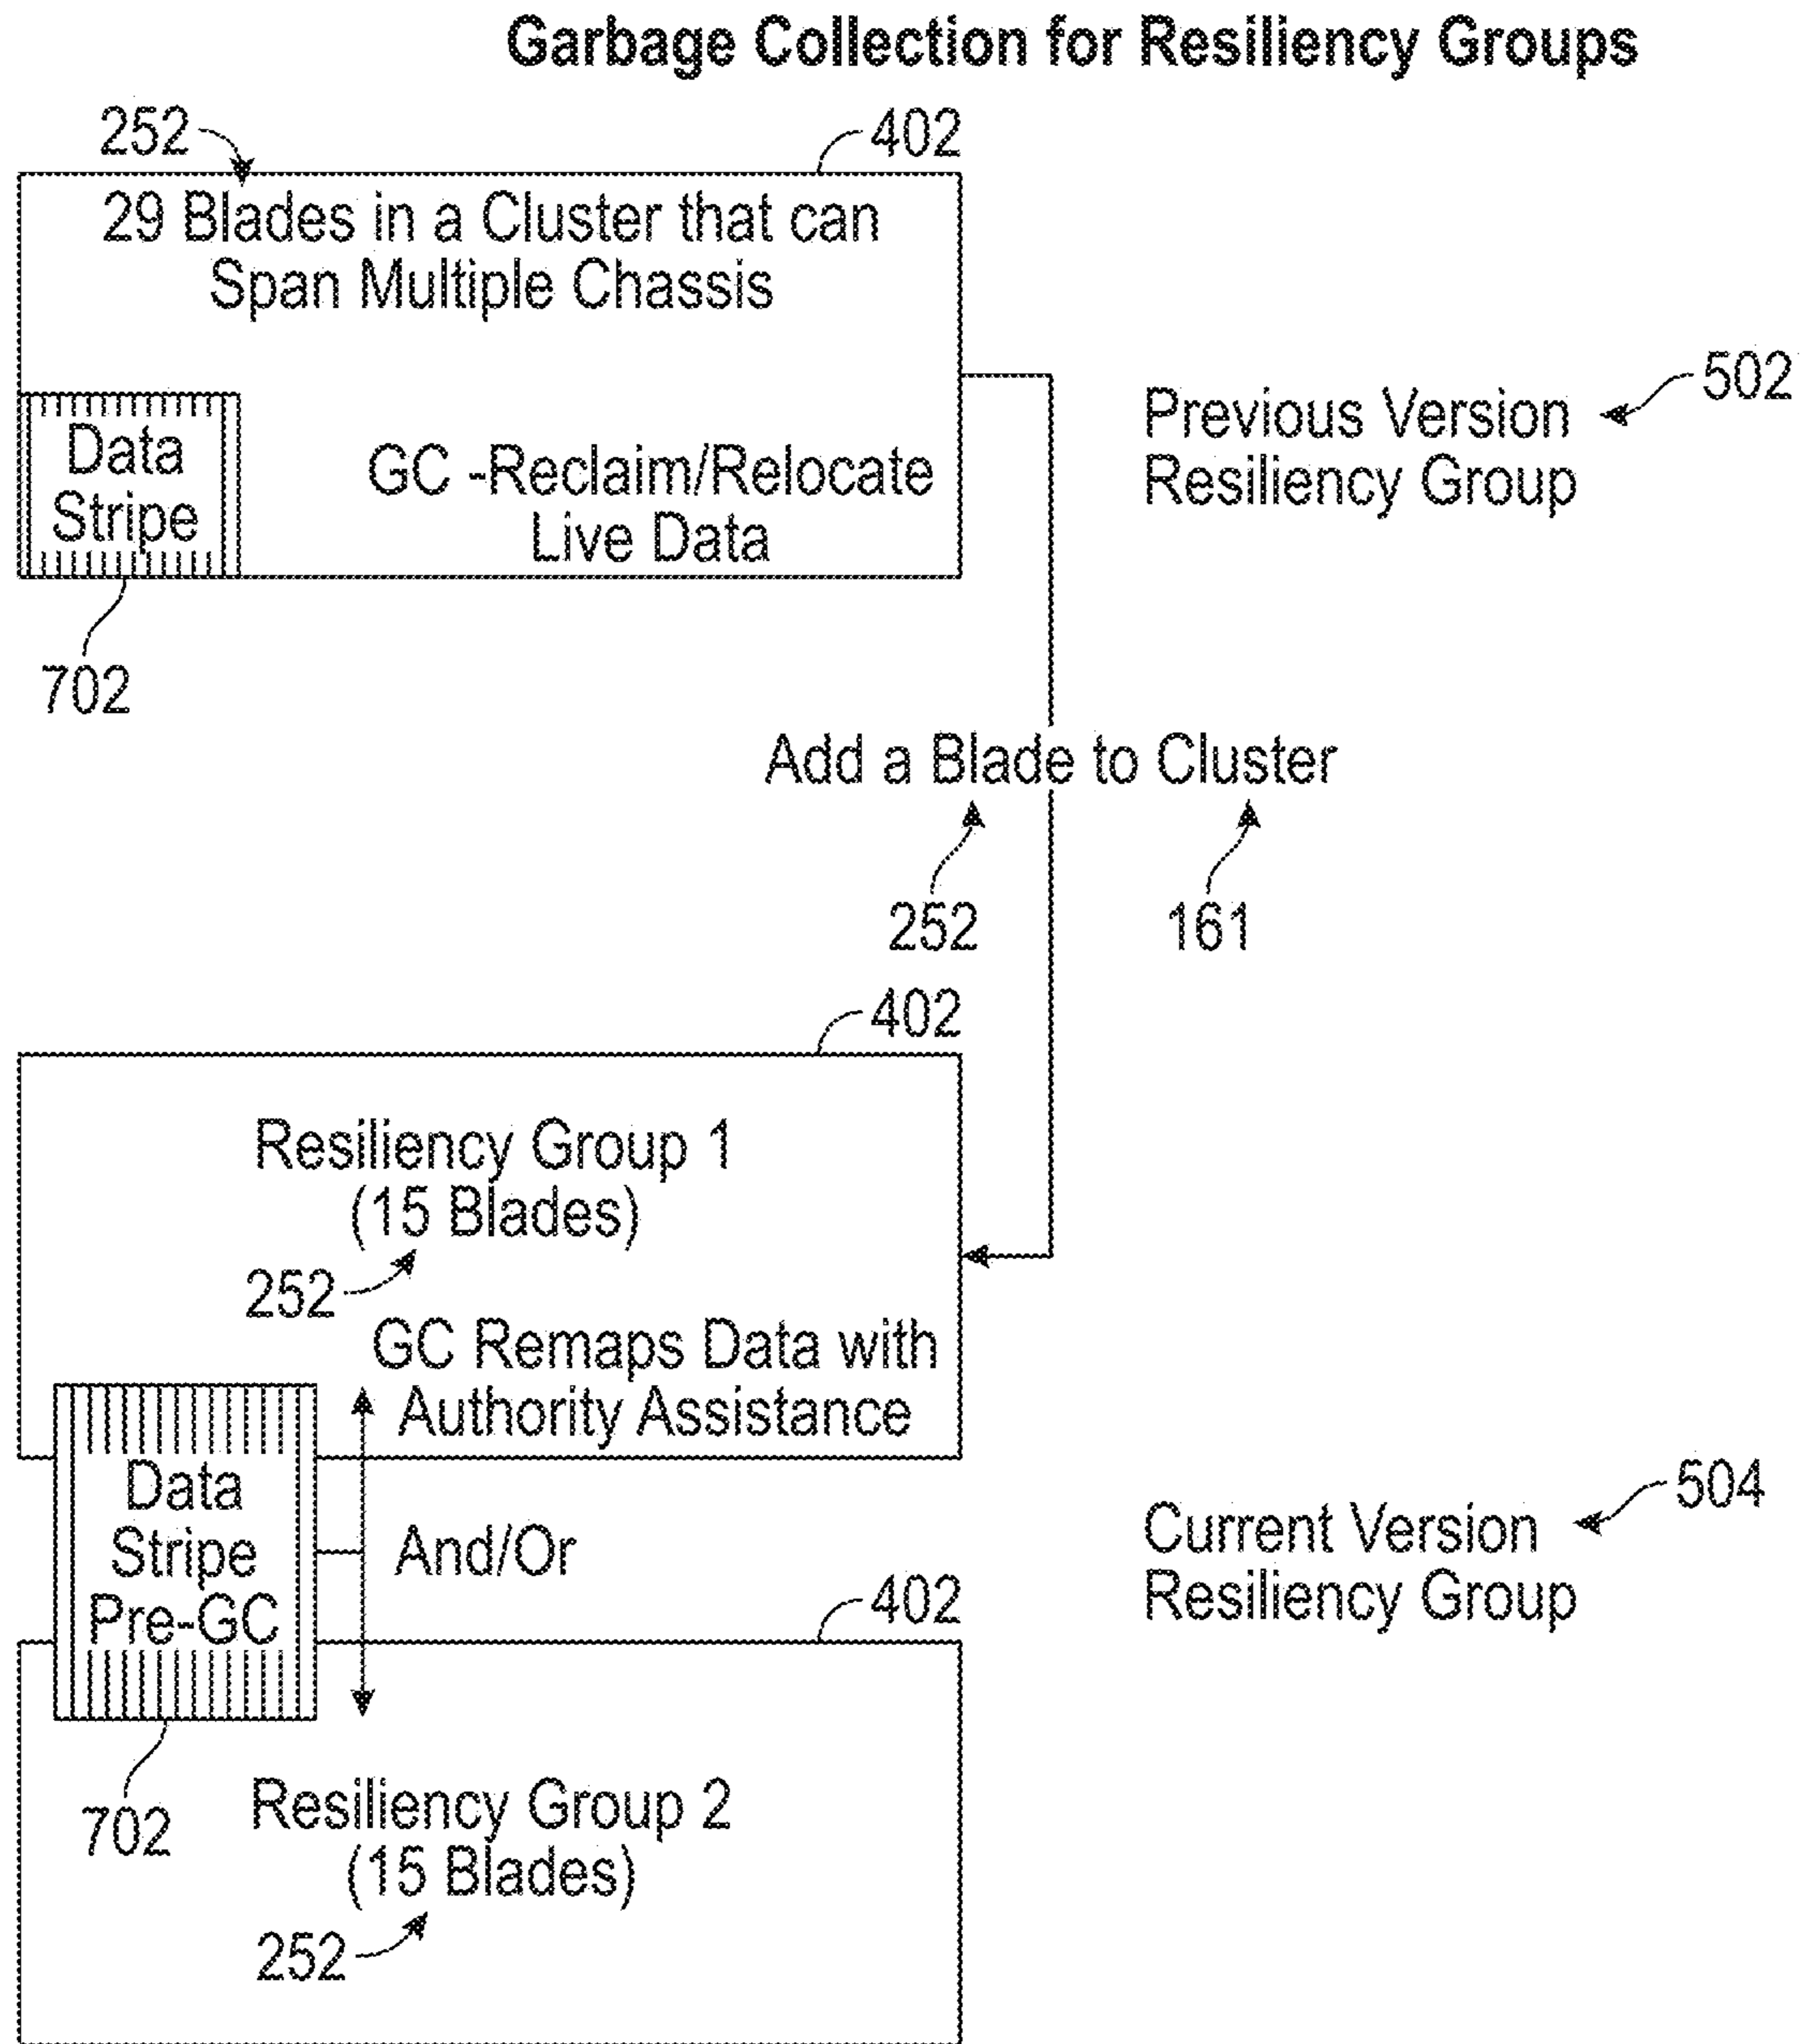 Garbage Collection for Resiliency Groups
252
402
29 Blades in a Cluster that can
Span Multiple Chassis
502
Previous Version
Resiliency Group
Data
Stripe
GC -Reclaim/Relocate
Live Data
702
Add a Blade to Cluster
252
161
402
Resiliency Group 1
(15 Blades)
252
GC Remaps Data with
Authority Assistance
Data
Stripe
Pre-GC
And/Or
504
Current Version
Resiliency Group
402
702
Resiliency Group 2
(15 Blades)
252